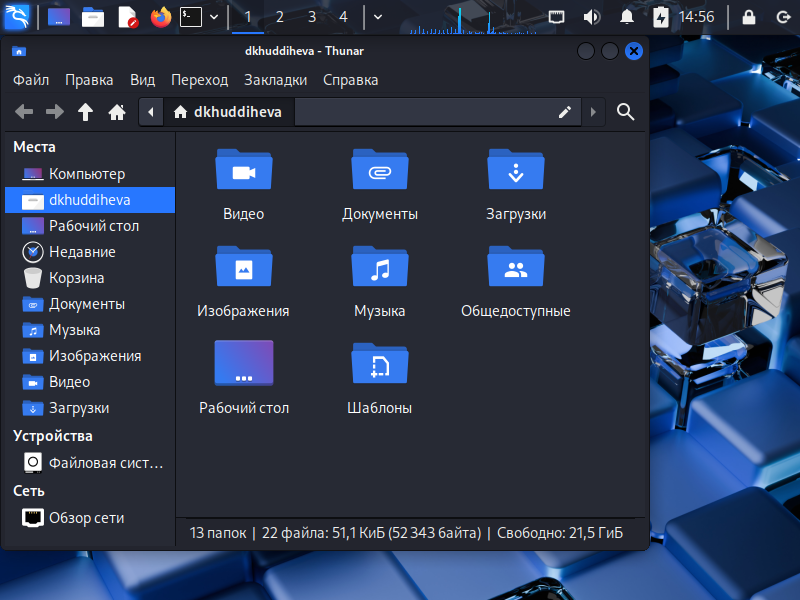 1 2 3 4 14:56
dkhuddiheva - Thunar
Файл Правка Вид Переход Закладки Справка
dkhuddiheva
Места
Компьютер
dkhuddiheva
Рабочий стол
Недавние
Корзина
Документы
Музыка
Изображения
Видео
Загрузки
Устройства
Файловая сист...
Сеть
Обзор сети
Видео Документы Загрузки
Изображения Музыка Общедоступные
Рабочий стол Шаблоны
13 папок | 22 файла: 51,1 КиБ (52 343 байта) | Свободно: 21,5 ГиБ